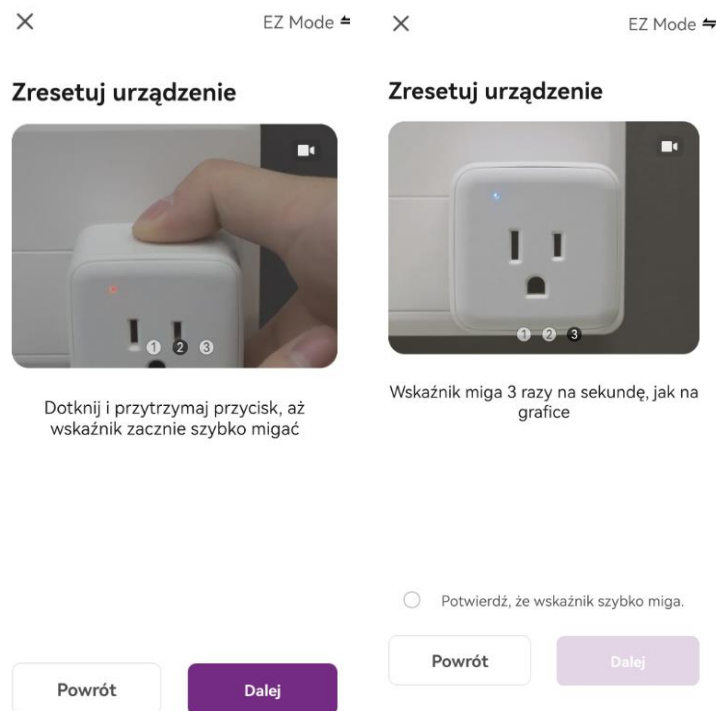 EZ Mode
Zresetuj urządzenie
1 2 3
Dotknij i przytrzymaj przycisk, aż
wskaźnik zacznie szybko migać
Powrót
Dalej
EZ Mode
Zresetuj urządzenie
1 2 3
Wskaźnik miga 3 razy na sekundę, jak na
grafice
Potwierdź, że wskaźnik szybko miga.
Powrót
Dalej